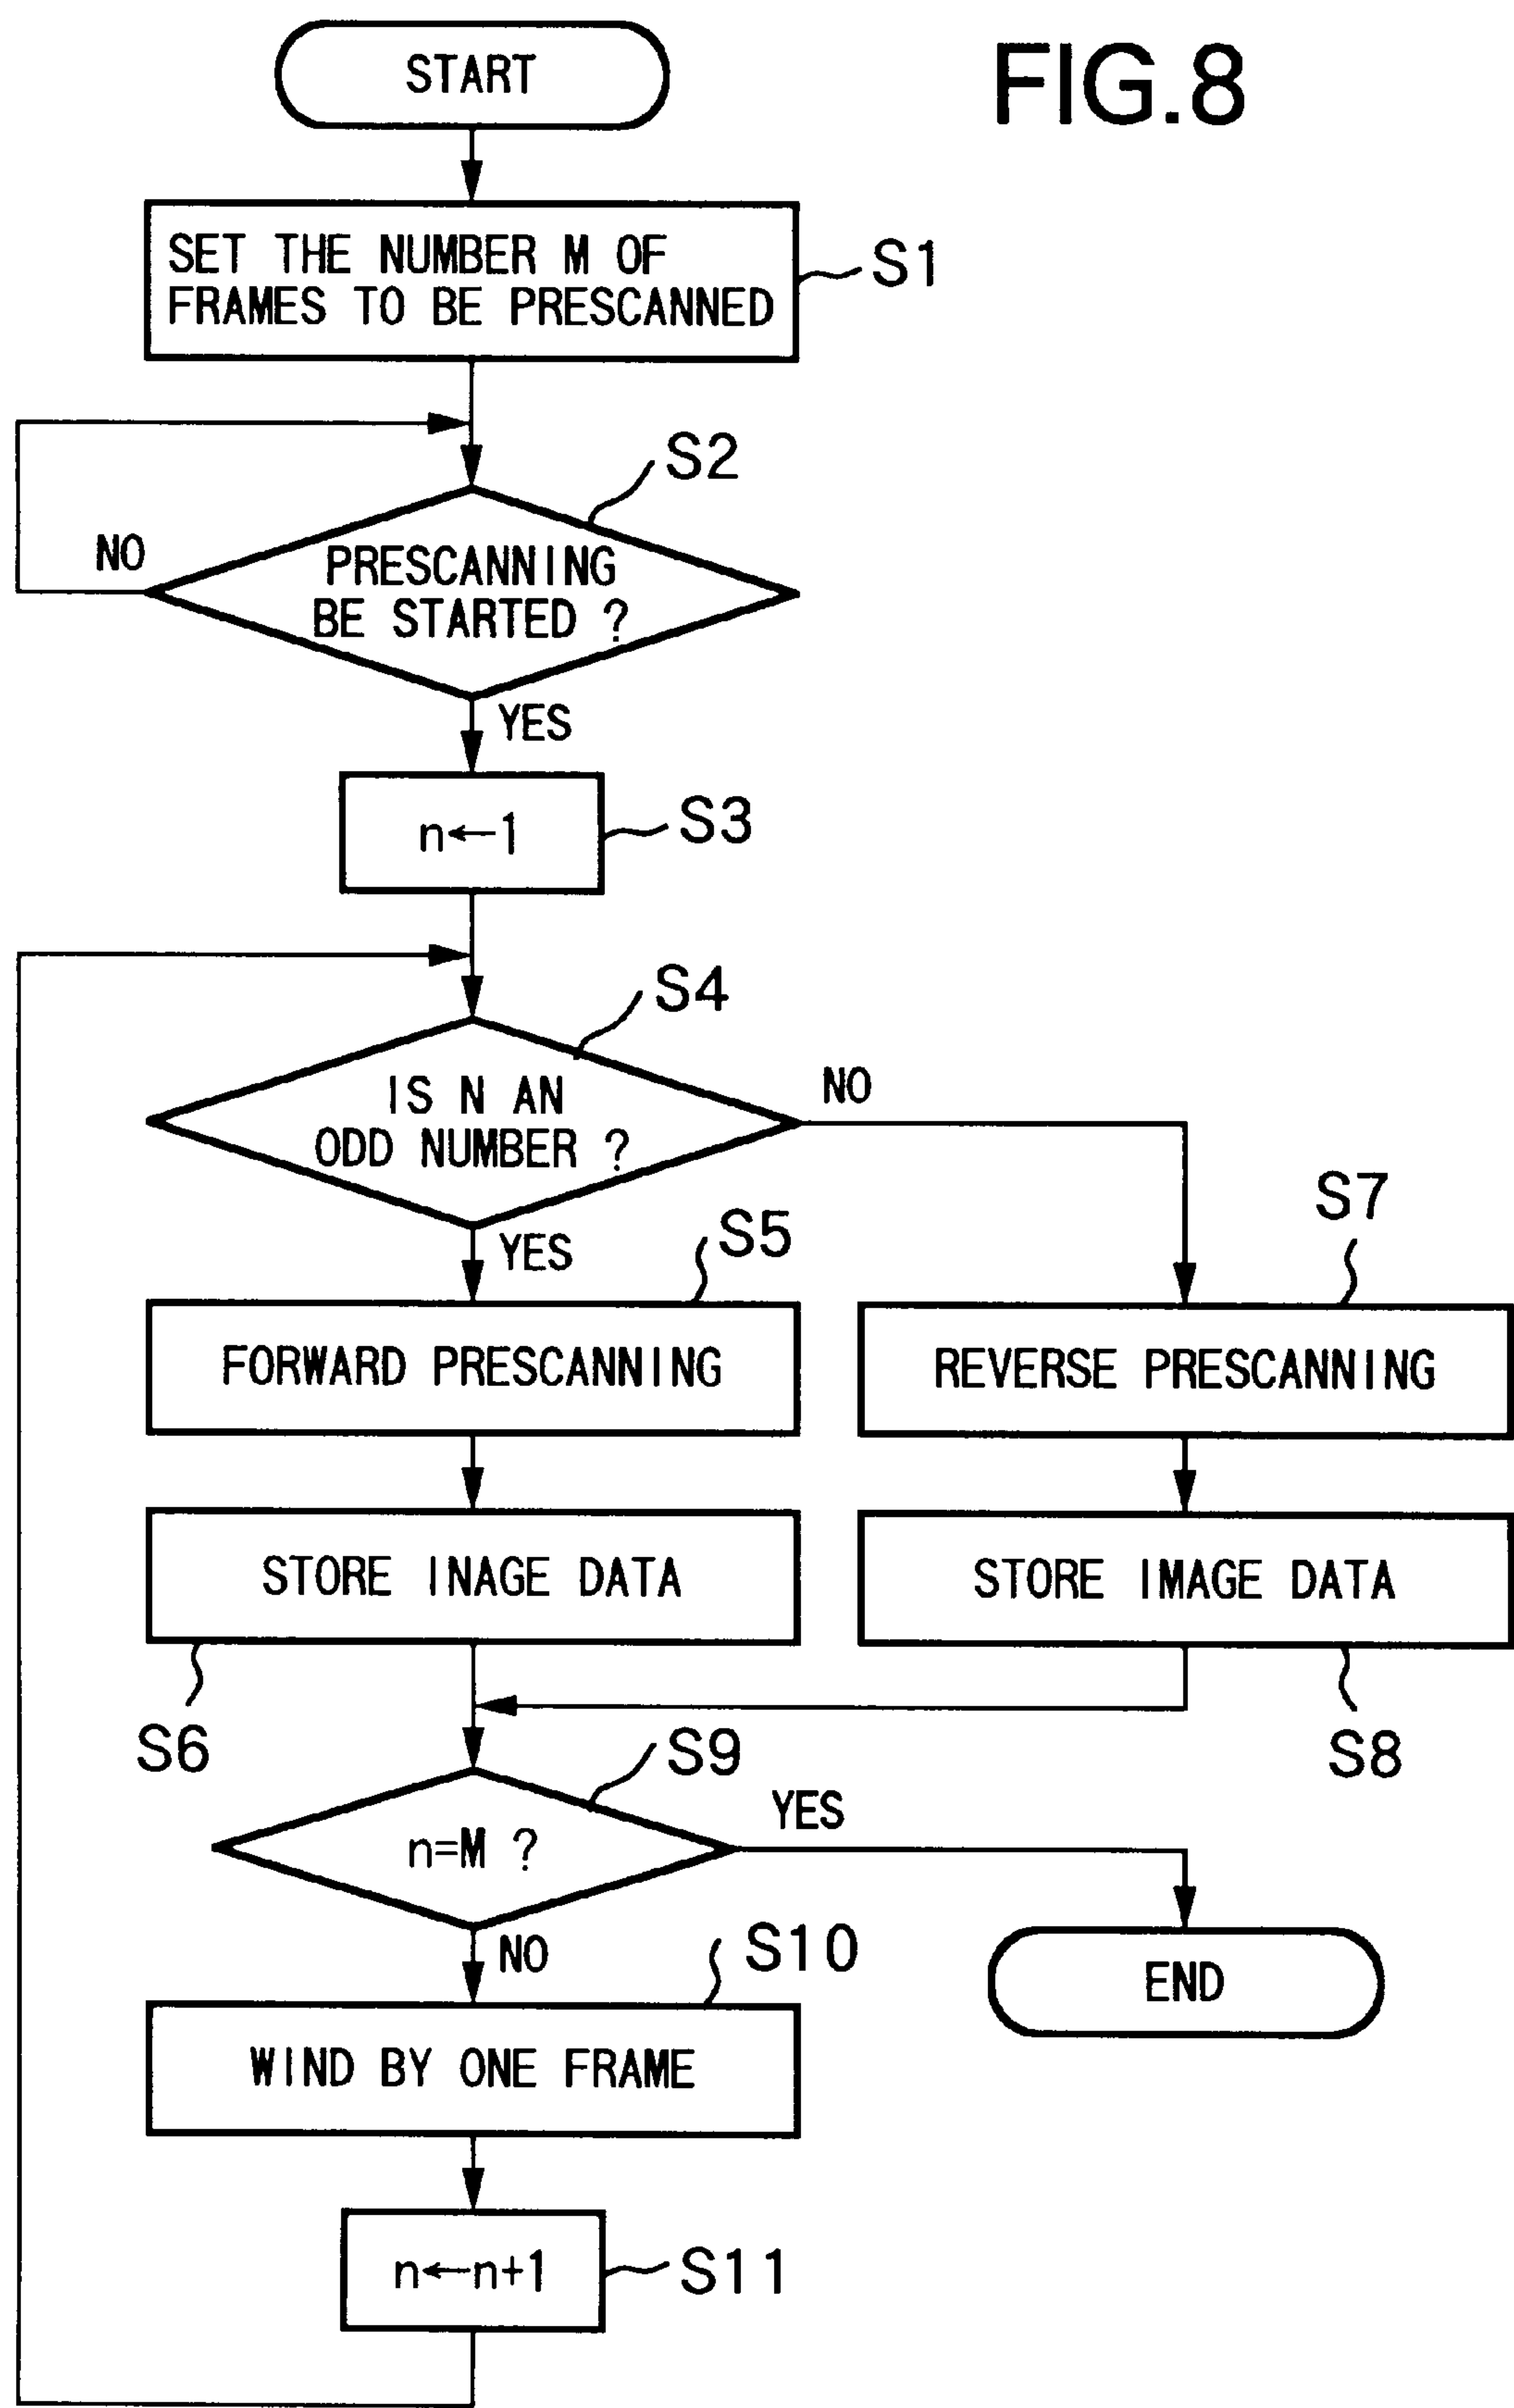 FIG.8
START
SET THE NUMBER M OF
FRAMES TO BE PRESCANNED
S1
S2
NO
PRESCANNING
BE STARTED ?
YES
n←1
S3
S4
IS N AN
ODD NUMBER ?
NO
YES
S5
S7
FORWARD PRESCANNING
REVERSE PRESCANNING
STORE INAGE DATA
STORE IMAGE DATA
S6
S8
S9
n=M ?
YES
NO
S10
END
WIND BY ONE FRAME
n←n+1
S11